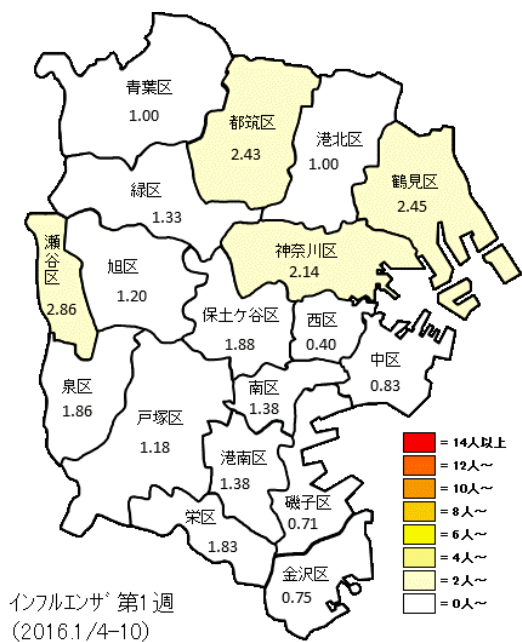 青葉区
1.00
都筑区
2.43
港北区
1.00
鶴見区
2.45
緑区
1.33
瀬谷区
2.86
旭区
1.20
神奈川区
2.14
保土ケ谷区
1.88
西区
0.40
中区
0.83
泉区
1.86
戸塚区
1.18
南区
1.38
港南区
1.38
磯子区
0.71
栄区
1.83
金沢区
0.75
= 14人以上
= 12人～
= 10人～
= 8人～
= 6人～
= 4人～
= 2人～
= 0人～
インフルエンザ 第1週
(2016.1/4-10)